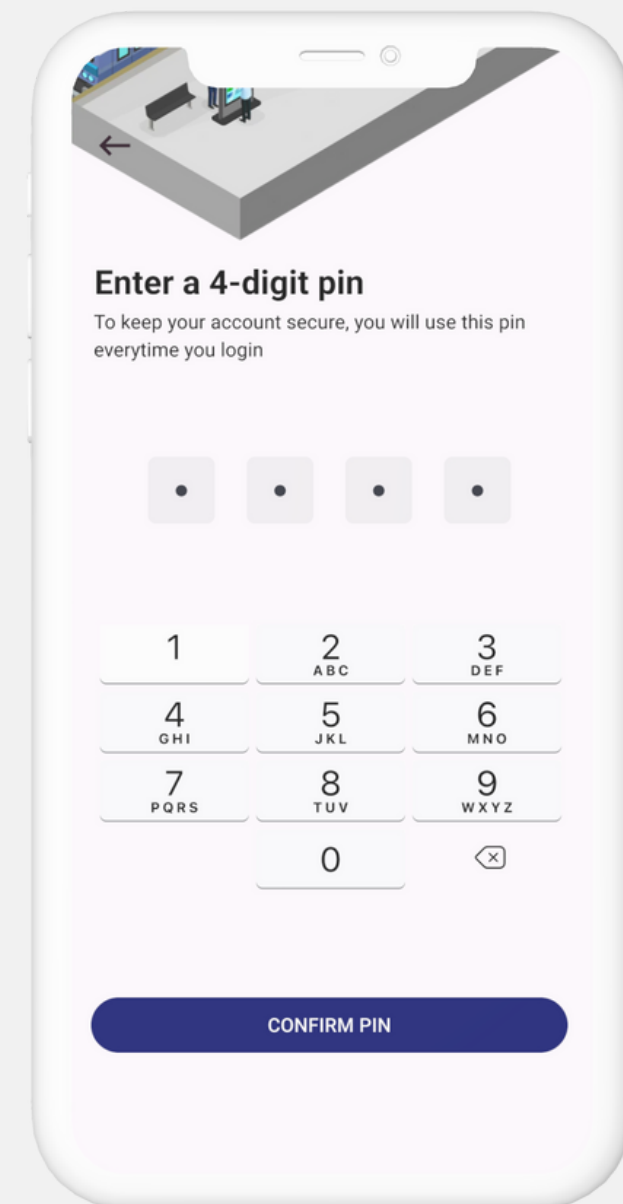 Enter a 4-digit pin
To keep your account secure, you will use this pin
everytime you login
1
2
3
ABC
DEF
4
5
6
GHI
JKL
MNO
7
8
9
PQRS
TUV
WXYZ
0
CONFIRM PIN